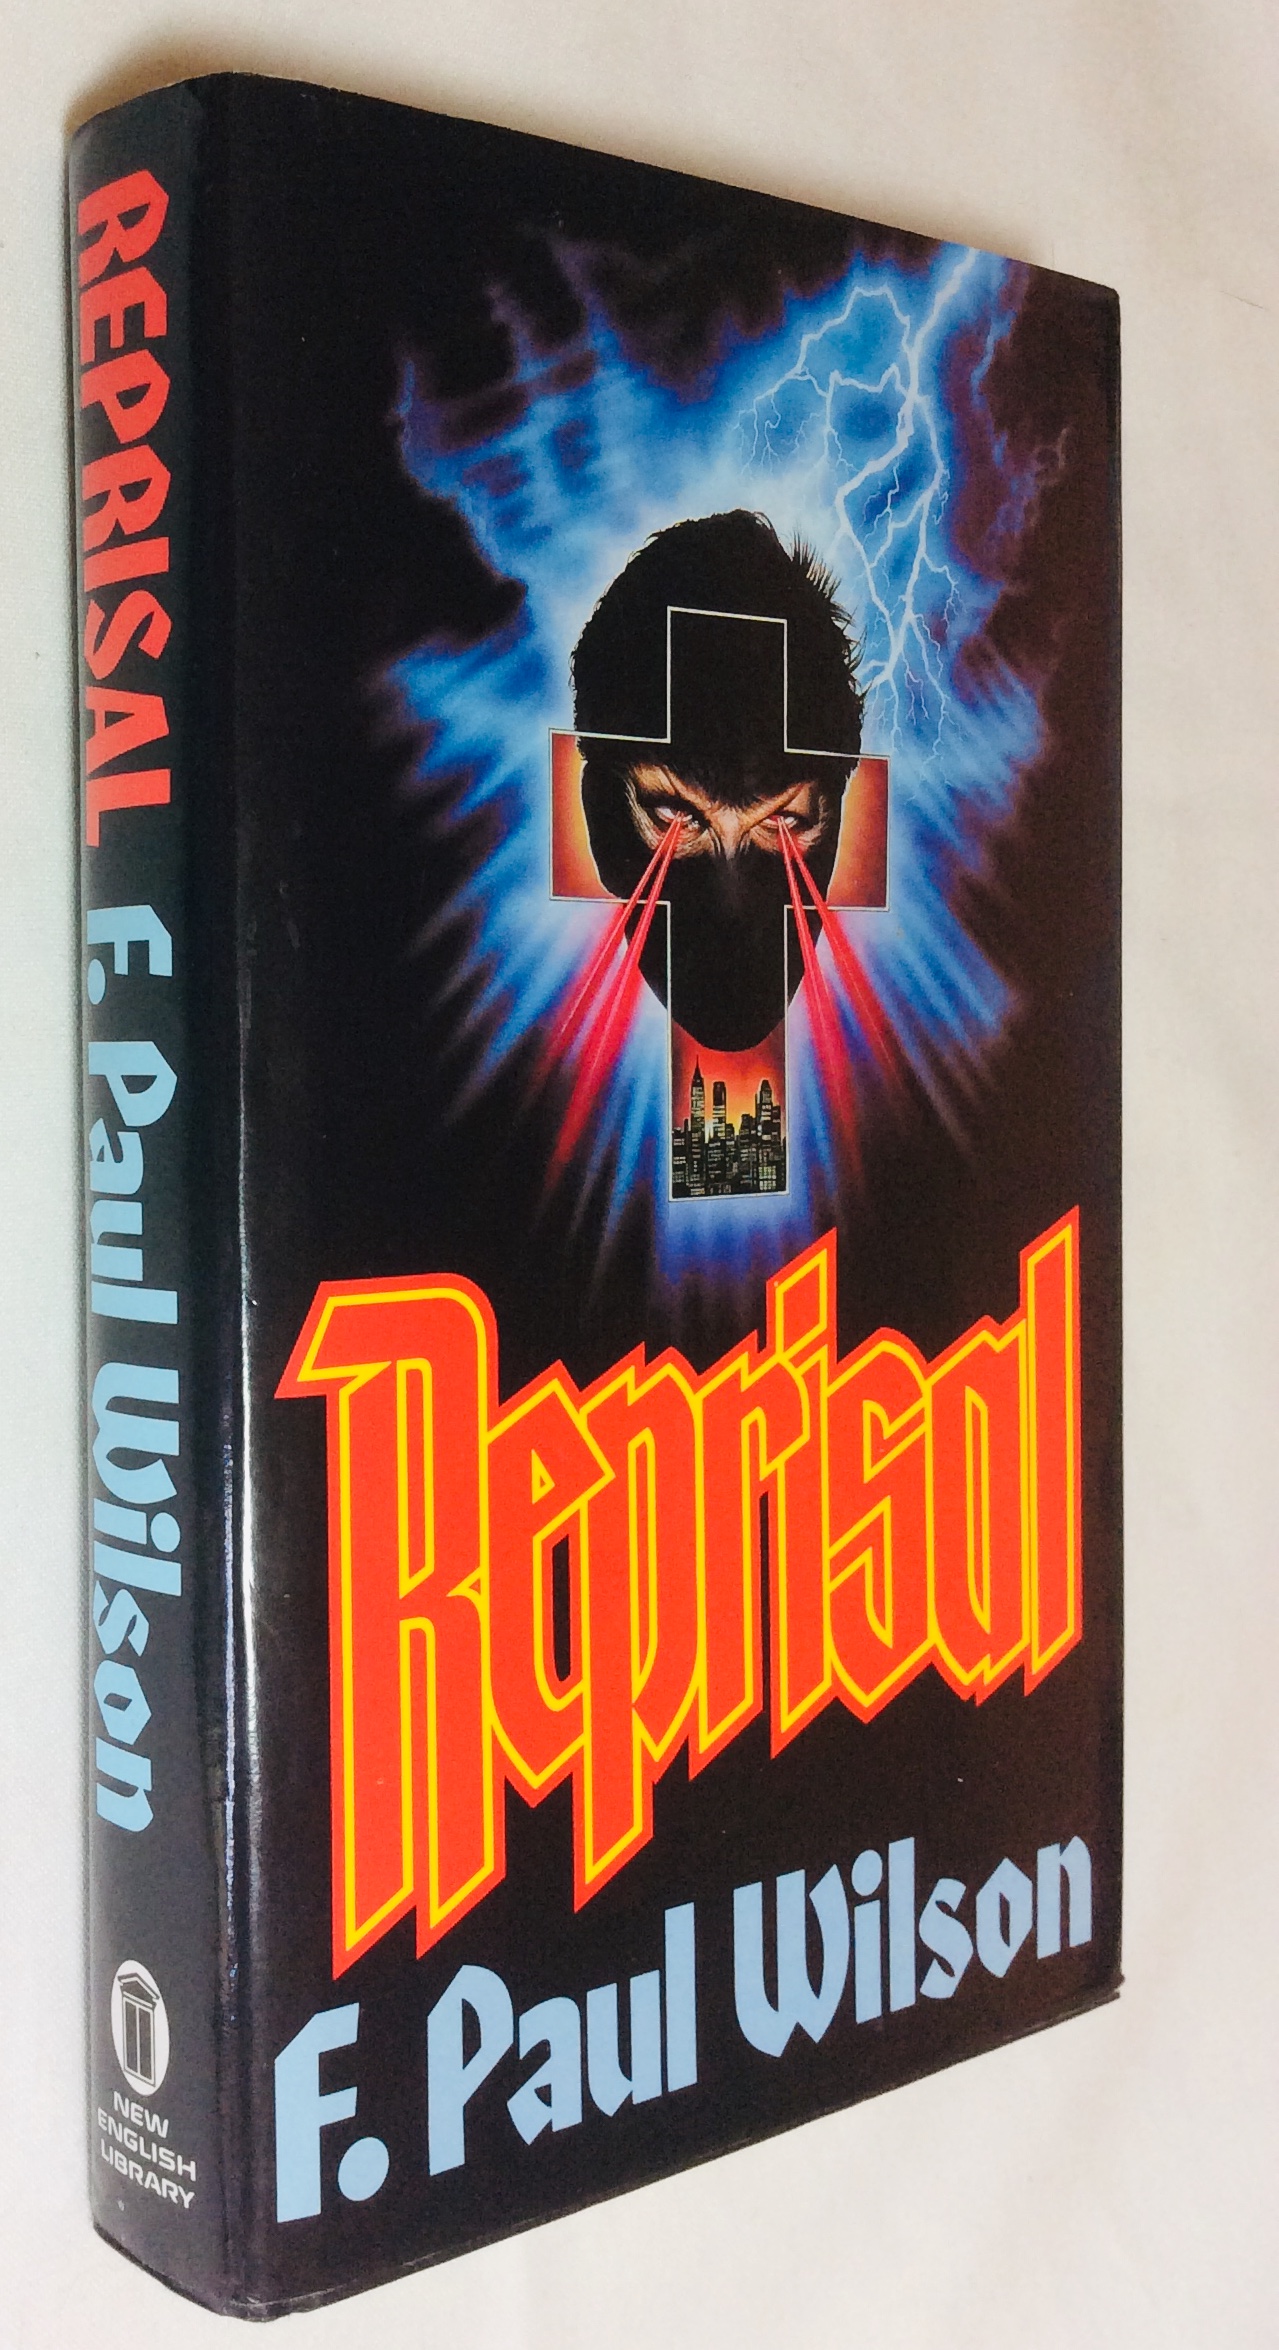 REPRISAL F. Paul Wilson
NEW
ENGLISH
LIBRARY
Reprisal
F. Paul Wilson